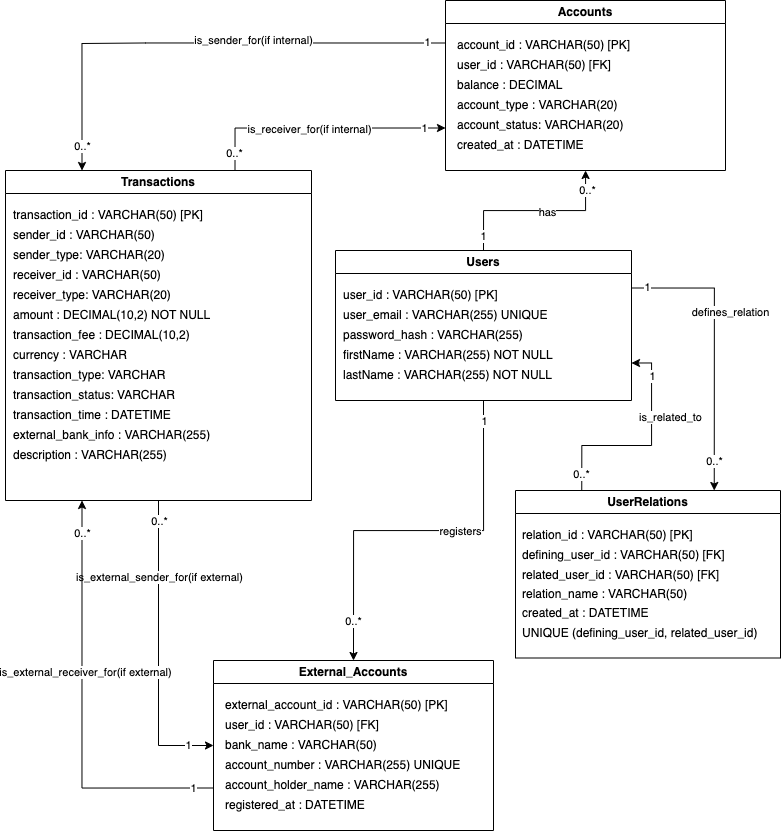 Accounts
account_id : VARCHAR(50) [PK]
user_id : VARCHAR(50) [FK]
balance : DECIMAL
account_type : VARCHAR(20)
account_status: VARCHAR(20)
created_at : DATETIME
is_sender_for(if internal)
1
0..*
is_receiver_for(if internal)
1
0..*
Transactions
transaction_id : VARCHAR(50) [PK]
sender_id : VARCHAR(50)
sender_type: VARCHAR(20)
receiver_id : VARCHAR(50)
receiver_type: VARCHAR(20)
amount : DECIMAL(10,2) NOT NULL
transaction_fee : DECIMAL(10,2)
currency : VARCHAR
transaction_type: VARCHAR
transaction_status: VARCHAR
transaction_time : DATETIME
external_bank_info : VARCHAR(255)
description : VARCHAR(255)
0..*
has
1
Users
user_id : VARCHAR(50) [PK]
user_email : VARCHAR(255) UNIQUE
password_hash : VARCHAR(255)
firstName : VARCHAR(255) NOT NULL
lastName : VARCHAR(255) NOT NULL
1
defines_relation
0..*
1
is_related_to
0..*
UserRelations
relation_id : VARCHAR(50) [PK]
defining_user_id : VARCHAR(50) [FK]
related_user_id : VARCHAR(50) [FK]
relation_name : VARCHAR(50)
created_at : DATETIME
UNIQUE (defining_user_id, related_user_id)
1
registers
0..*
0..*
is_external_sender_for(if external)
1
0..*
is_external_receiver_for(if external)
1
External_Accounts
external_account_id : VARCHAR(50) [PK]
user_id : VARCHAR(50) [FK]
bank_name : VARCHAR(50)
account_number : VARCHAR(255) UNIQUE
account_holder_name : VARCHAR(255)
registered_at : DATETIME